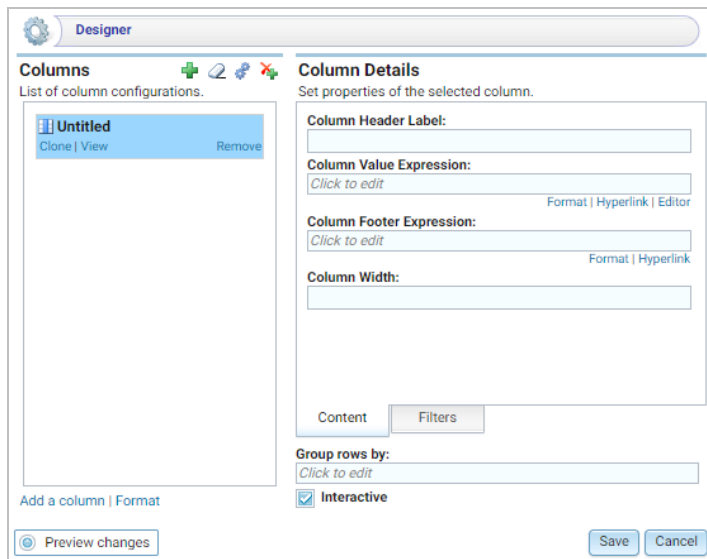 Designer
Columns
List of column configurations.
Untitled
Clone | View
Remove
Add a column | Format
Column Details
Set properties of the selected column.
Column Header Label:
Column Value Expression:
Click to edit
Format | Hyperlink | Editor
Column Footer Expression:
Click to edit
Format | Hyperlink
Column Width:
Content
Filters
Group rows by:
Click to edit
Interactive
Preview changes
Save
Cancel